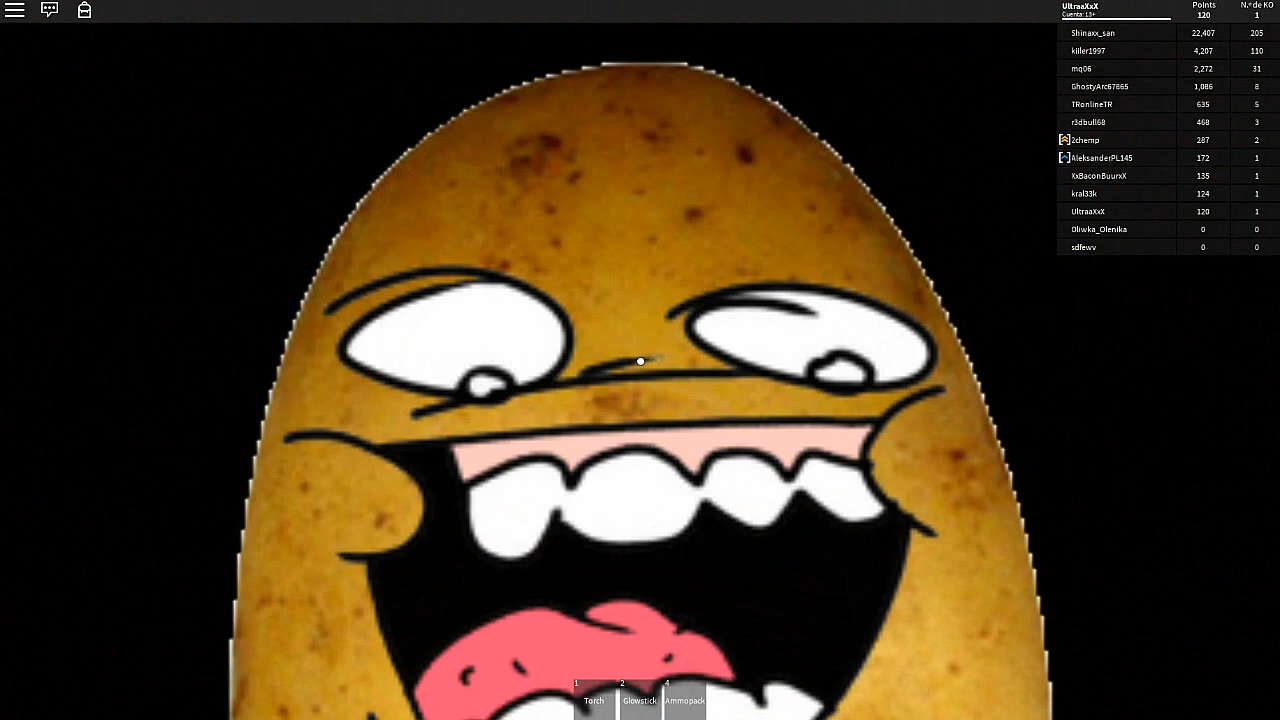 UltraaXxX Points N.º de KO
Cuenta: 13+ 120 1
Shinaxx_san 22,407 205
kiiler1997 4,207 110
mq06 2,272 31
GhostyArc67865 1,086 8
TRonlineTR 635 5
r3dbull68 468 3
2chemp 287 2
AleksanderPL145 172 1
XxBaconBuurxX 135 1
kral33k 124 1
UltraaXxX 120 1
Oliwka_Olenika 0 0
sdfewv 0 0
1 2 4
Torch Glowstick Ammopack